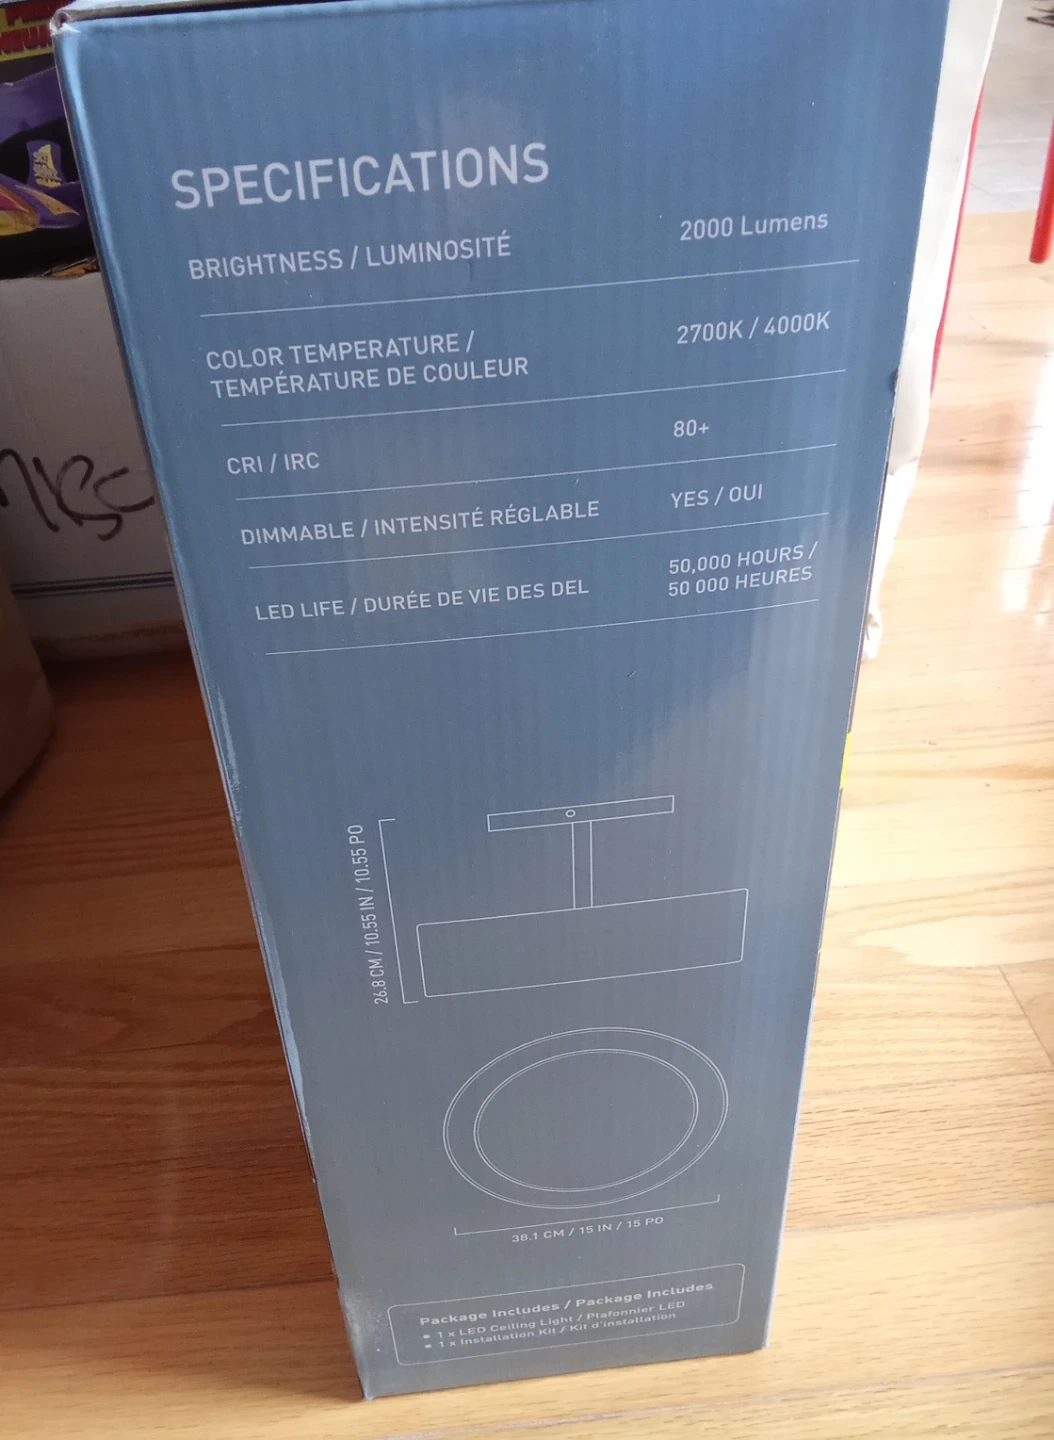 SPECIFICATIONS
BRIGHTNESS / LUMINOSITÉ 2000 Lumens
COLOR TEMPERATURE / 2700K / 4000K
TEMPÉRATURE DE COULEUR
CRI / IRC 80+
DIMMABLE / INTENSITÉ RÉGLABLE YES / OUI
LED LIFE / DURÉE DE VIE DES DEL 50,000 HOURS /
50 000 HEURES
26.8 CM / 10.55 IN / 10.55 PO
38.1 CM / 15 IN / 15 PO
Package Includes / Package Includes
• 1 x LED Ceiling Light / Plafonnier LED
• 1 x Installation Kit / Kit d'installation